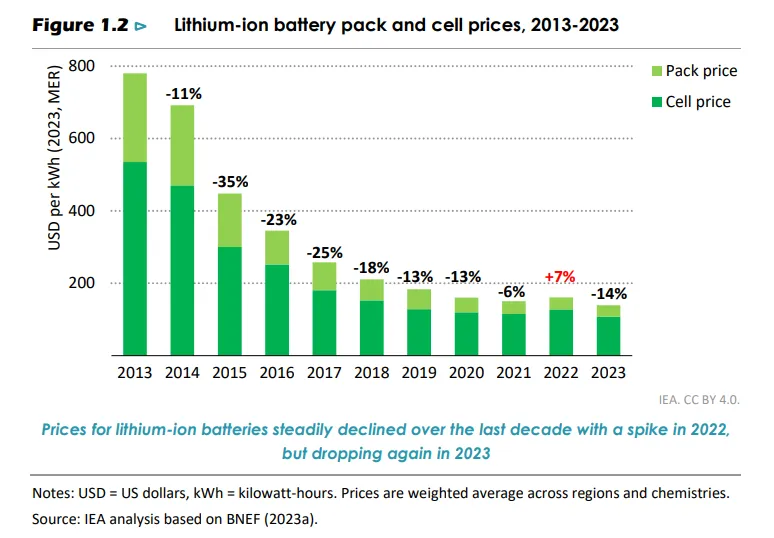 Figure 1.2 ⊳ Lithium-ion battery pack and cell prices, 2013-2023
USD per kWh (2023, MER)
800
600
400
200
-11%
-35%
-23%
-25%
-18%
-13%
-13%
-6%
+7%
-14%
2013 2014 2015 2016 2017 2018 2019 2020 2021 2022 2023
Pack price
Cell price
IEA. CC BY 4.0.
Prices for lithium-ion batteries steadily declined over the last decade with a spike in 2022,
but dropping again in 2023
Notes: USD = US dollars, kWh = kilowatt-hours. Prices are weighted average across regions and chemistries.
Source: IEA analysis based on BNEF (2023a).